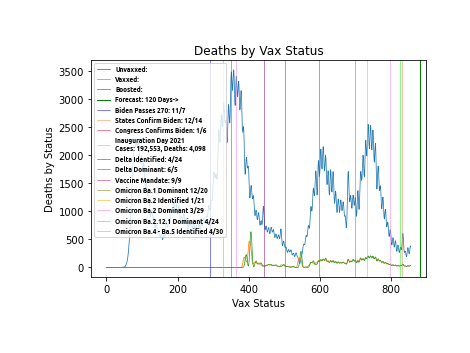 Deaths by Vax Status
Deaths by Vax Status
3500
3000
2500
2000
1500
1000
500
0
Unvaxxed:
Vaxxed:
Boosted:
Forecast: 120 Days->
Biden Passes 270: 11/7
States Confirm Biden: 12/14
Congress Confirms Biden: 1/6
Inauguration Day 2021
Cases: 192,553, Deaths: 4,098
Delta Identified: 4/24
Delta Dominant: 6/5
Vaccine Mandate: 9/9
Omicron Ba.1 Dominant 12/20
Omicron Ba.2 Identified 1/21
Omicron Ba.2 Dominant 3/29
Omicron Ba.2.12.1 Dominant 4/24
Omicron Ba.4 - Ba.5 Identified 4/30
0 200 400 600 800
Vax Status